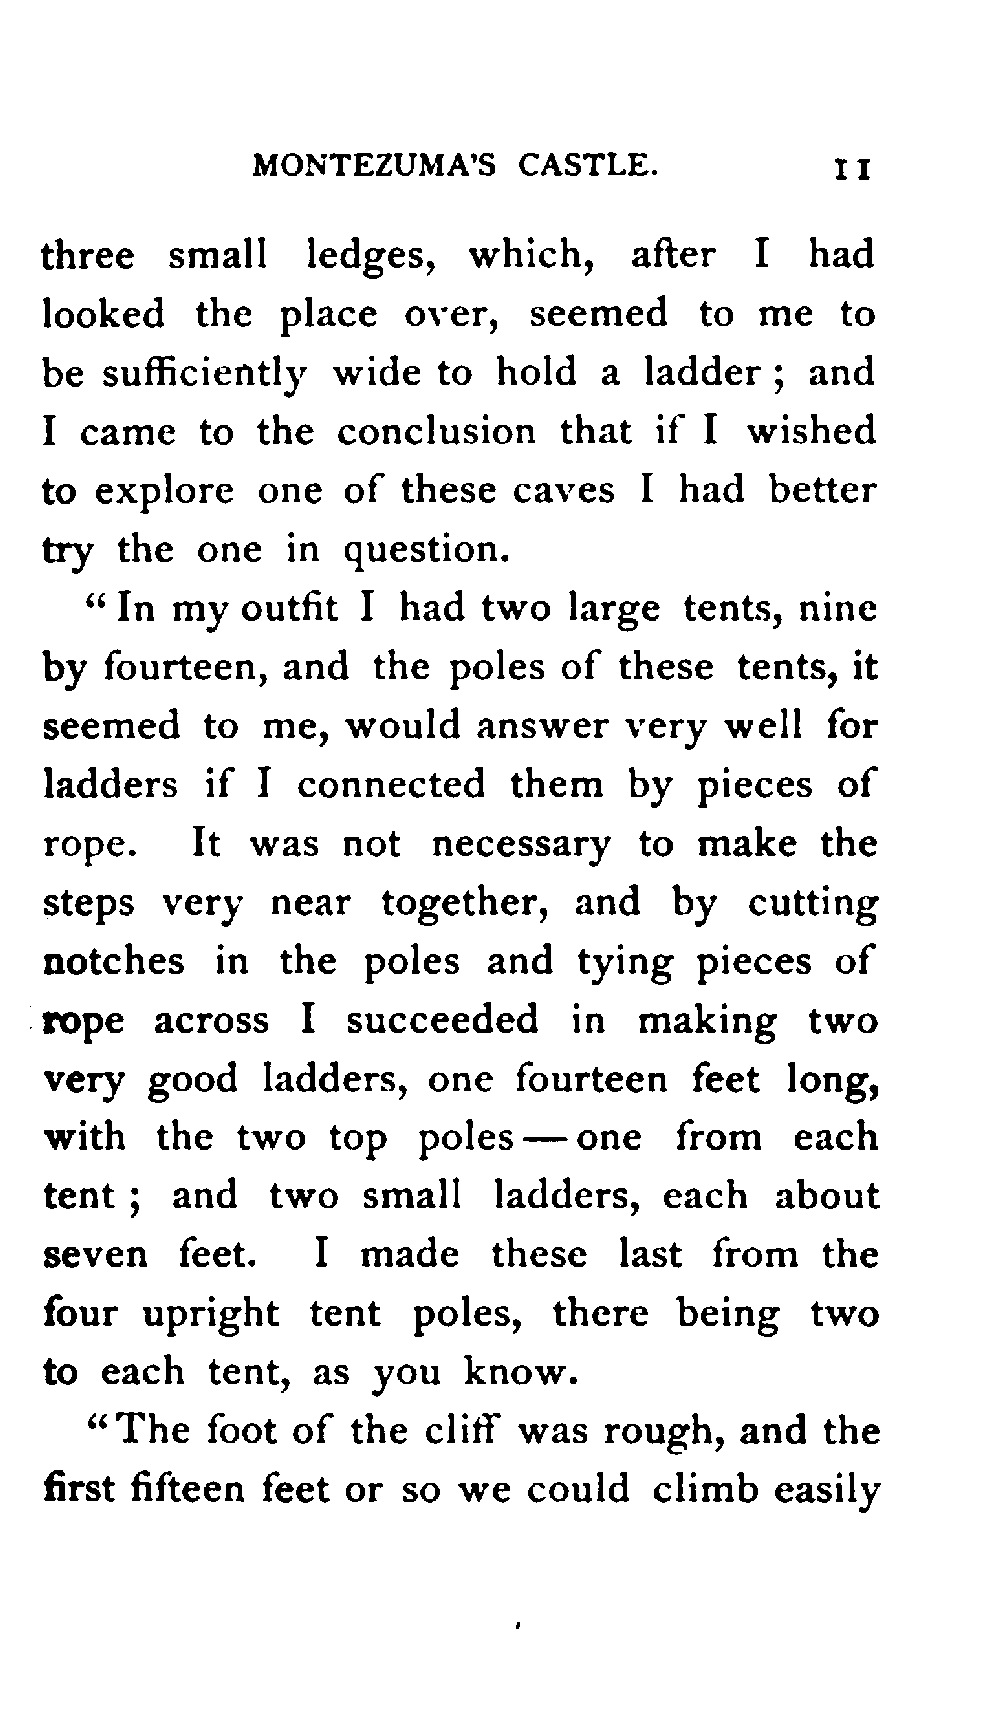 MONTEZUMA'S CASTLE. 11
three small ledges, which, after I had
looked the place over, seemed to me to
be sufficiently wide to hold a ladder ; and
I came to the conclusion that if I wished
to explore one of these caves I had better
try the one in question.
“ In my outfit I had two large tents, nine
by fourteen, and the poles of these tents, it
seemed to me, would answer very well for
ladders if I connected them by pieces of
rope. It was not necessary to make the
steps very near together, and by cutting
notches in the poles and tying pieces of
rope across I succeeded in making two
very good ladders, one fourteen feet long,
with the two top poles — one from each
tent ; and two small ladders, each about
seven feet. I made these last from the
four upright tent poles, there being two
to each tent, as you know.
“ The foot of the cliff was rough, and the
first fifteen feet or so we could climb easily